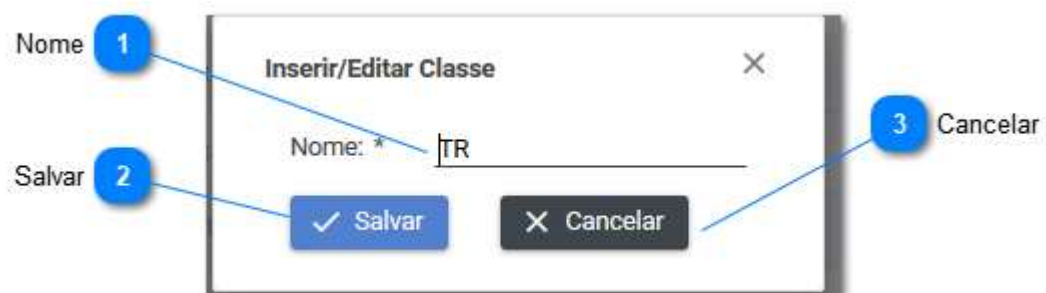 Nome 1
Inserir/Editar Classe
3 Cancelar
Nome: * TR
Salvar 2
Salvar Cancelar